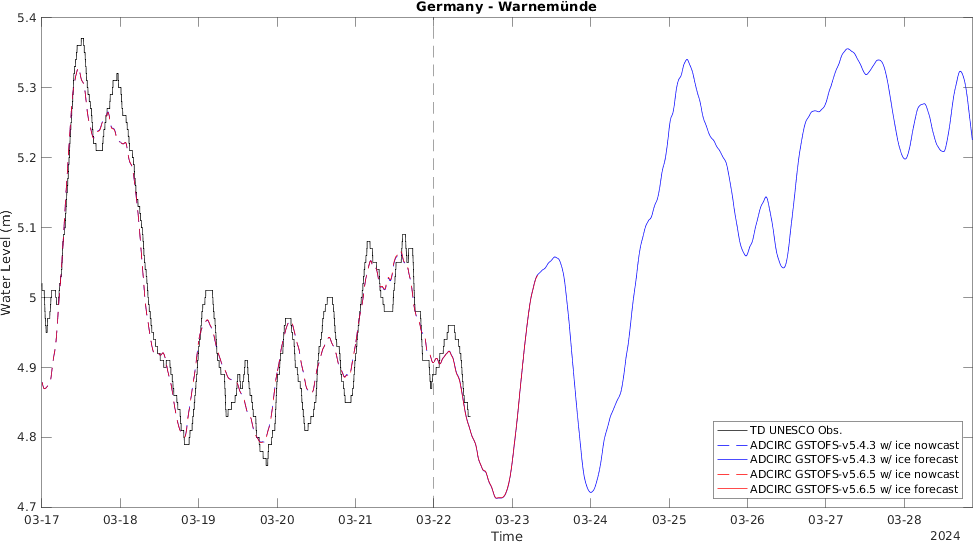 Germany - Warnemünde
5.4
5.3
5.2
5.1
5
4.9
4.8
4.7
Water Level (m)
03-17 03-18 03-19 03-20 03-21 03-22 03-23 03-24 03-25 03-26 03-27 03-28
Time
2024
TD UNESCO Obs.
ADCIRC GSTOFS-v5.4.3 w/ ice nowcast
ADCIRC GSTOFS-v5.4.3 w/ ice forecast
ADCIRC GSTOFS-v5.6.5 w/ ice nowcast
ADCIRC GSTOFS-v5.6.5 w/ ice forecast